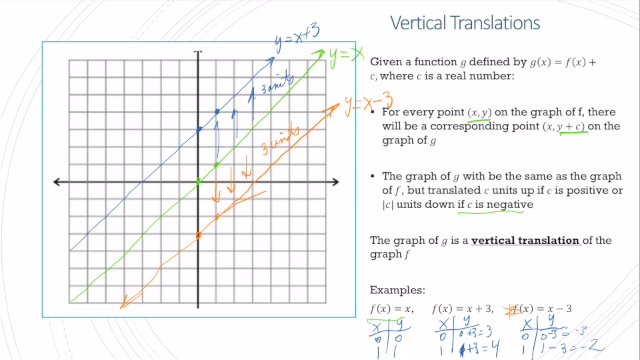 Vertical Translations
y=x+3
y=x
3 units
y=x−3
3 units
Given a function g defined by g(x) = f(x) +
c, where c is a real number:
• For every point (x, y) on the graph of f, there
will be a corresponding point (x, y + c) on the
graph of g
• The graph of g with be the same as the graph
of f, but translated c units up if c is positive or
|c| units down if c is negative
The graph of g is a vertical translation of the
graph f
Examples:
f(x) = x, f(x) = x + 3, f(x) = x − 3
x y x y x y
0 0 0 0+3=3 0 0−3=−3
1 1 1 1+3=4 1 1−3=−2